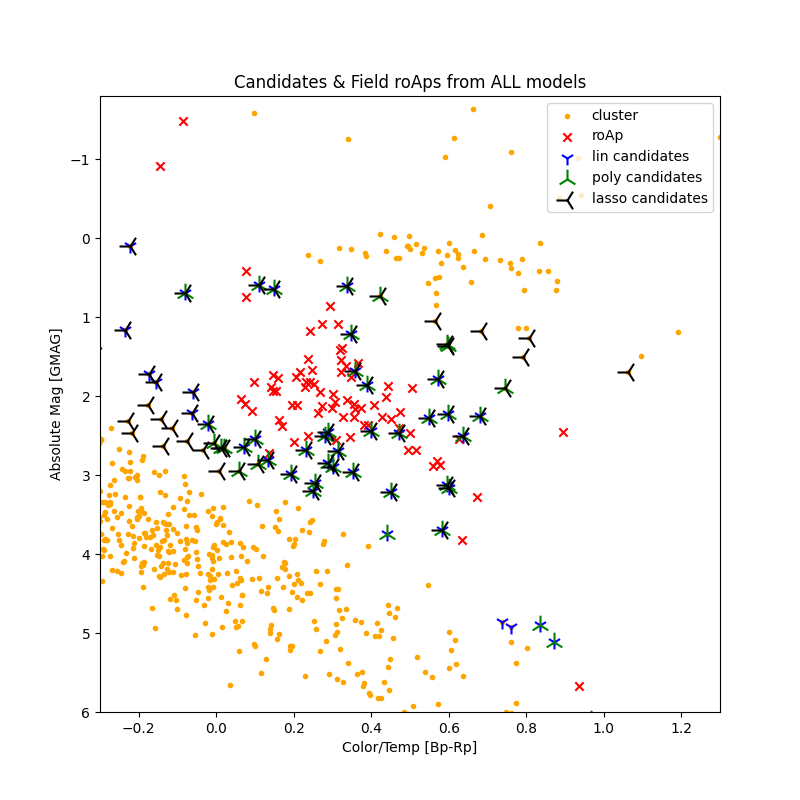 Candidates & Field roAps from ALL models
cluster
roAp
lin candidates
poly candidates
lasso candidates
−1
0
1
2
3
4
5
6
Absolute Mag [GMAG]
−0.2
0.0
0.2
0.4
0.6
0.8
1.0
1.2
Color/Temp [Bp-Rp]